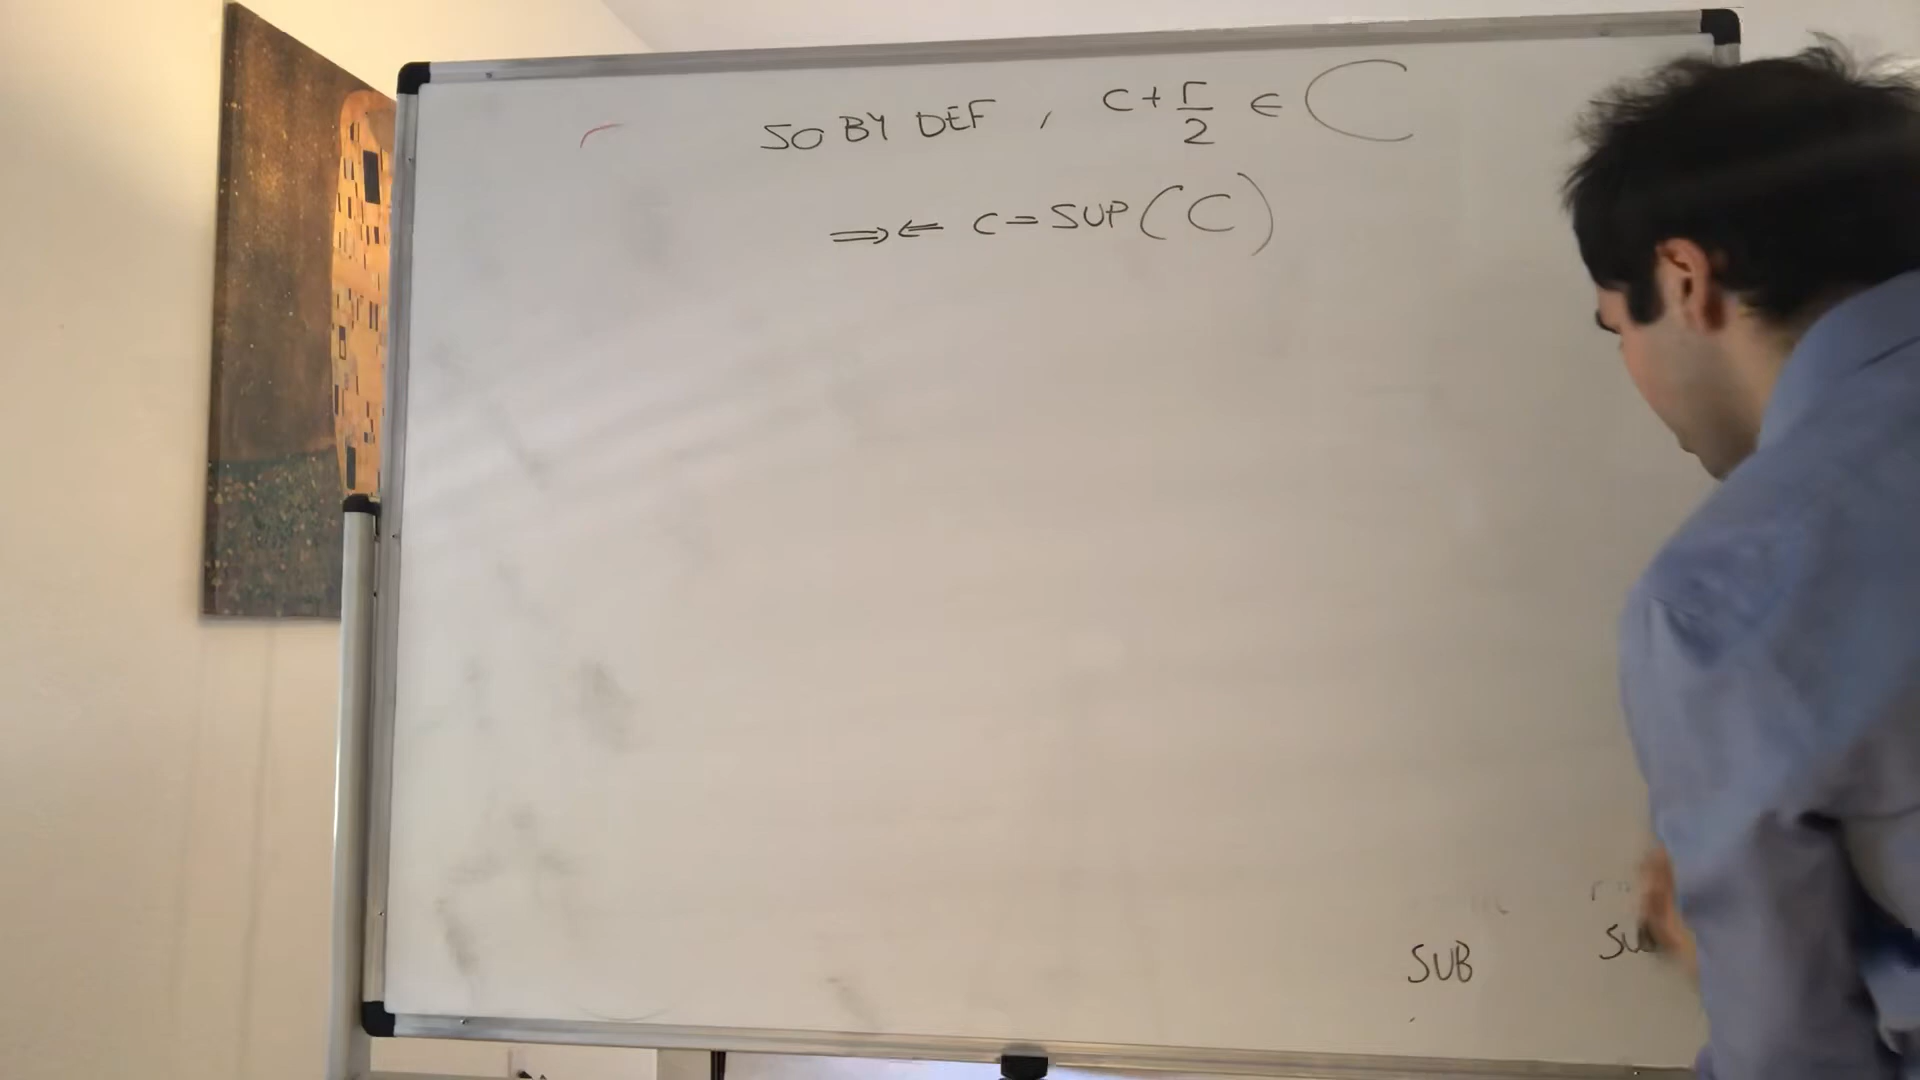 SO BY DEF, c + r/2 ∈ C
⇒⇐ c = SUP(C)
SUB